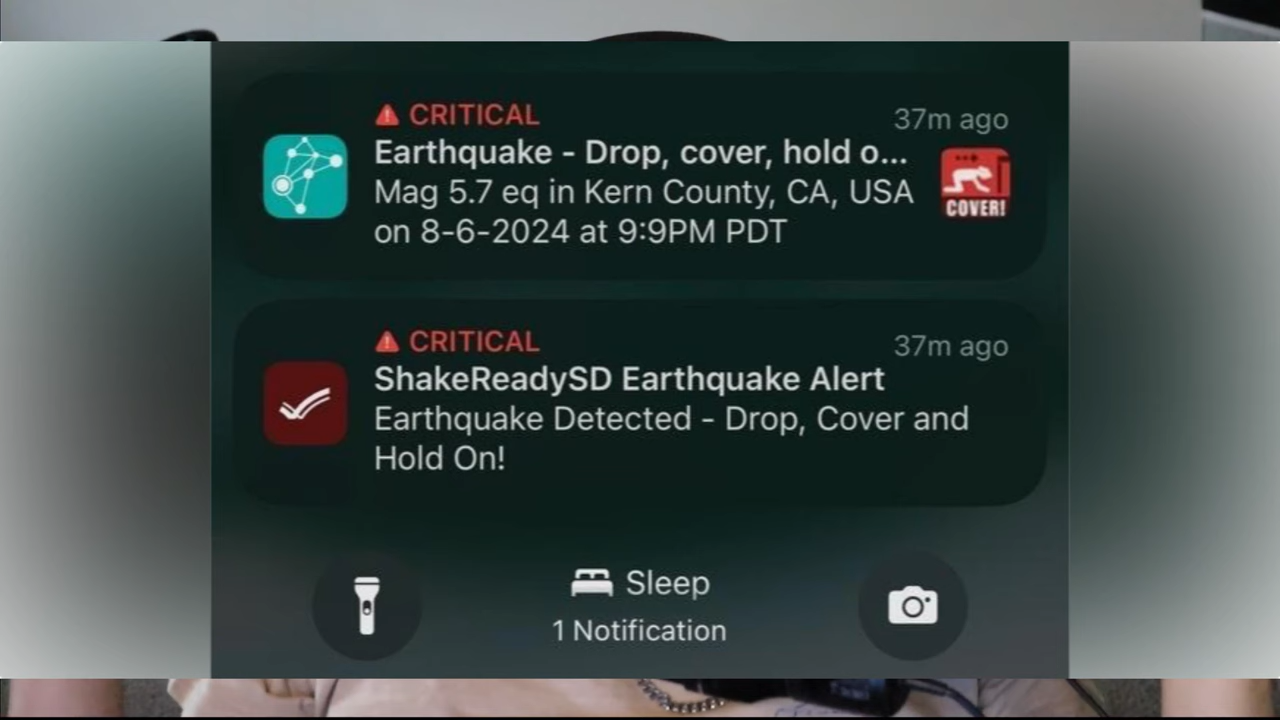 CRITICAL
37m ago
Earthquake - Drop, cover, hold o...
Mag 5.7 eq in Kern County, CA, USA
on 8-6-2024 at 9:9PM PDT
COVER!
CRITICAL
37m ago
ShakeReadySD Earthquake Alert
Earthquake Detected - Drop, Cover and
Hold On!
Sleep
1 Notification